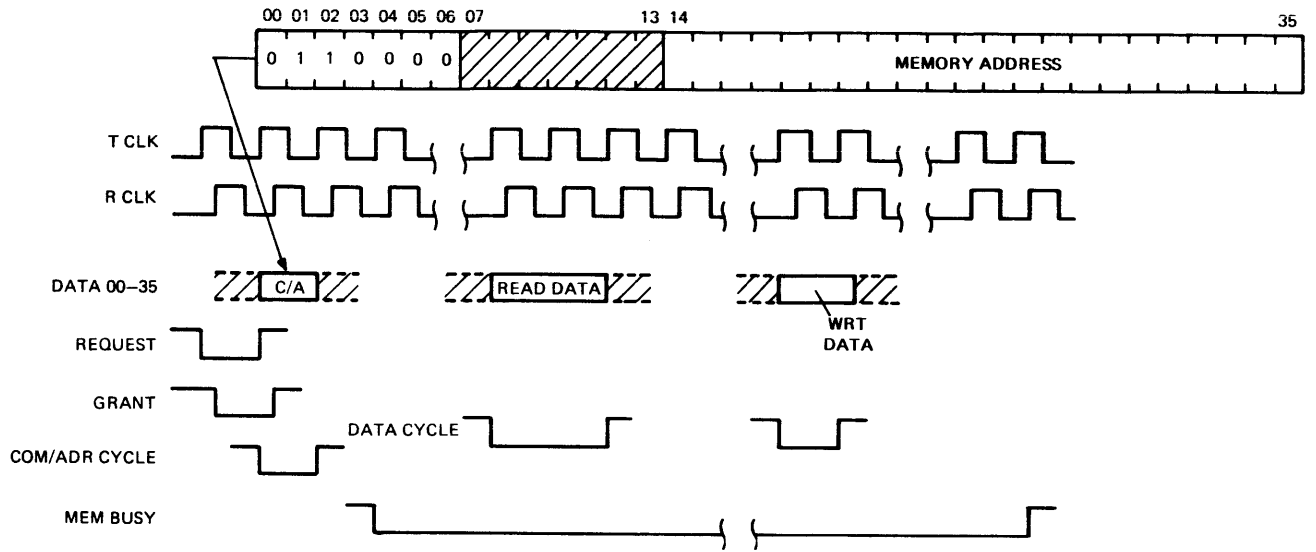 00 01 02 03 04 05 06 07 13 14 35
0 1 1 0 0 0 0 MEMORY ADDRESS
T CLK
R CLK
DATA 00–35 C/A READ DATA
WRT
DATA
REQUEST
GRANT
DATA CYCLE
COM/ADR CYCLE
MEM BUSY